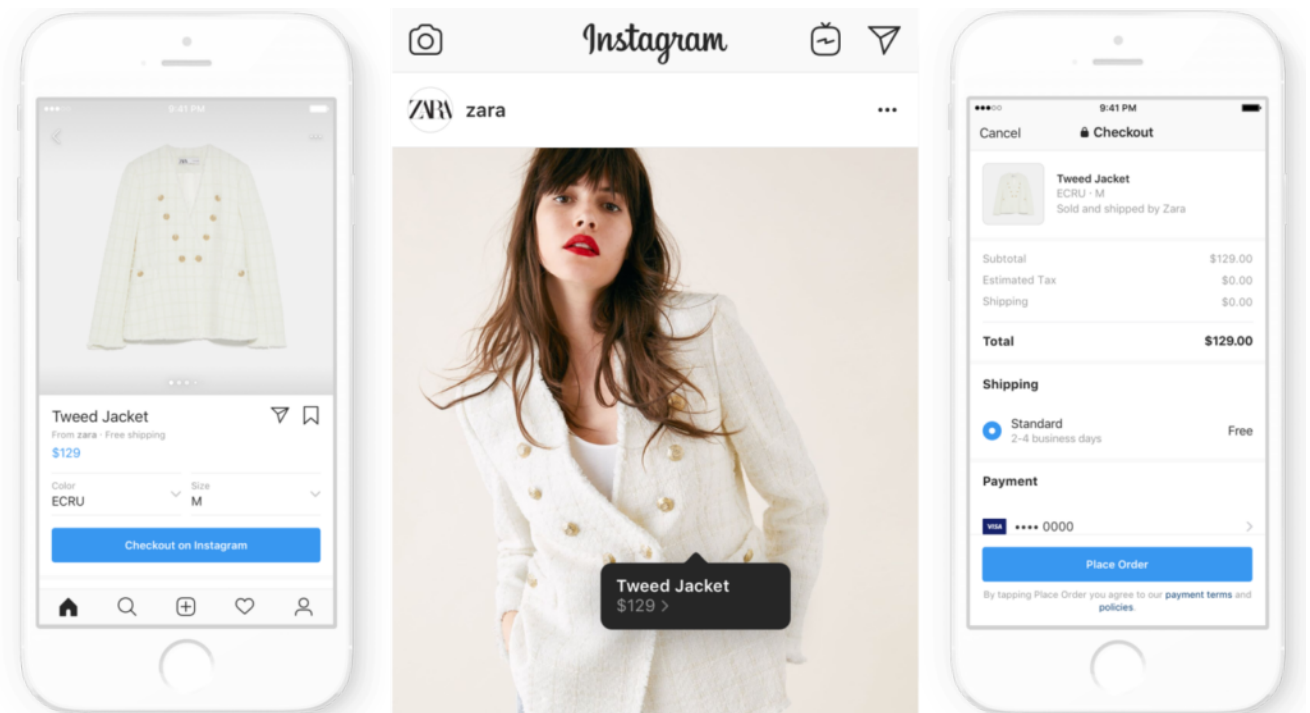 9:41 PM
Tweed Jacket
From zara · Free shipping
$129
Color
ECRU
Size
M
Checkout on Instagram
Instagram
ZARA
zara
Tweed Jacket
$129 >
9:41 PM
Cancel
Checkout
Tweed Jacket
ECRU · M
Sold and shipped by Zara
Subtotal $129.00
Estimated Tax $0.00
Shipping $0.00
Total $129.00
Shipping
Standard
2-4 business days
Free
Payment
VISA •••• 0000
Place Order
By tapping Place Order you agree to our payment terms and
policies.